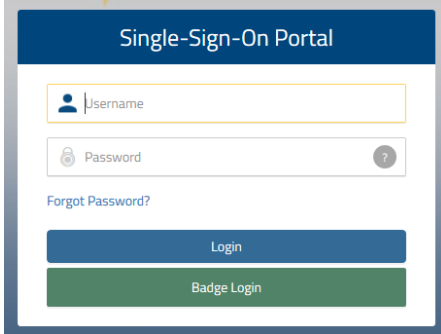 Single-Sign-On Portal
Username
Password
?
Forgot Password?
Login
Badge Login